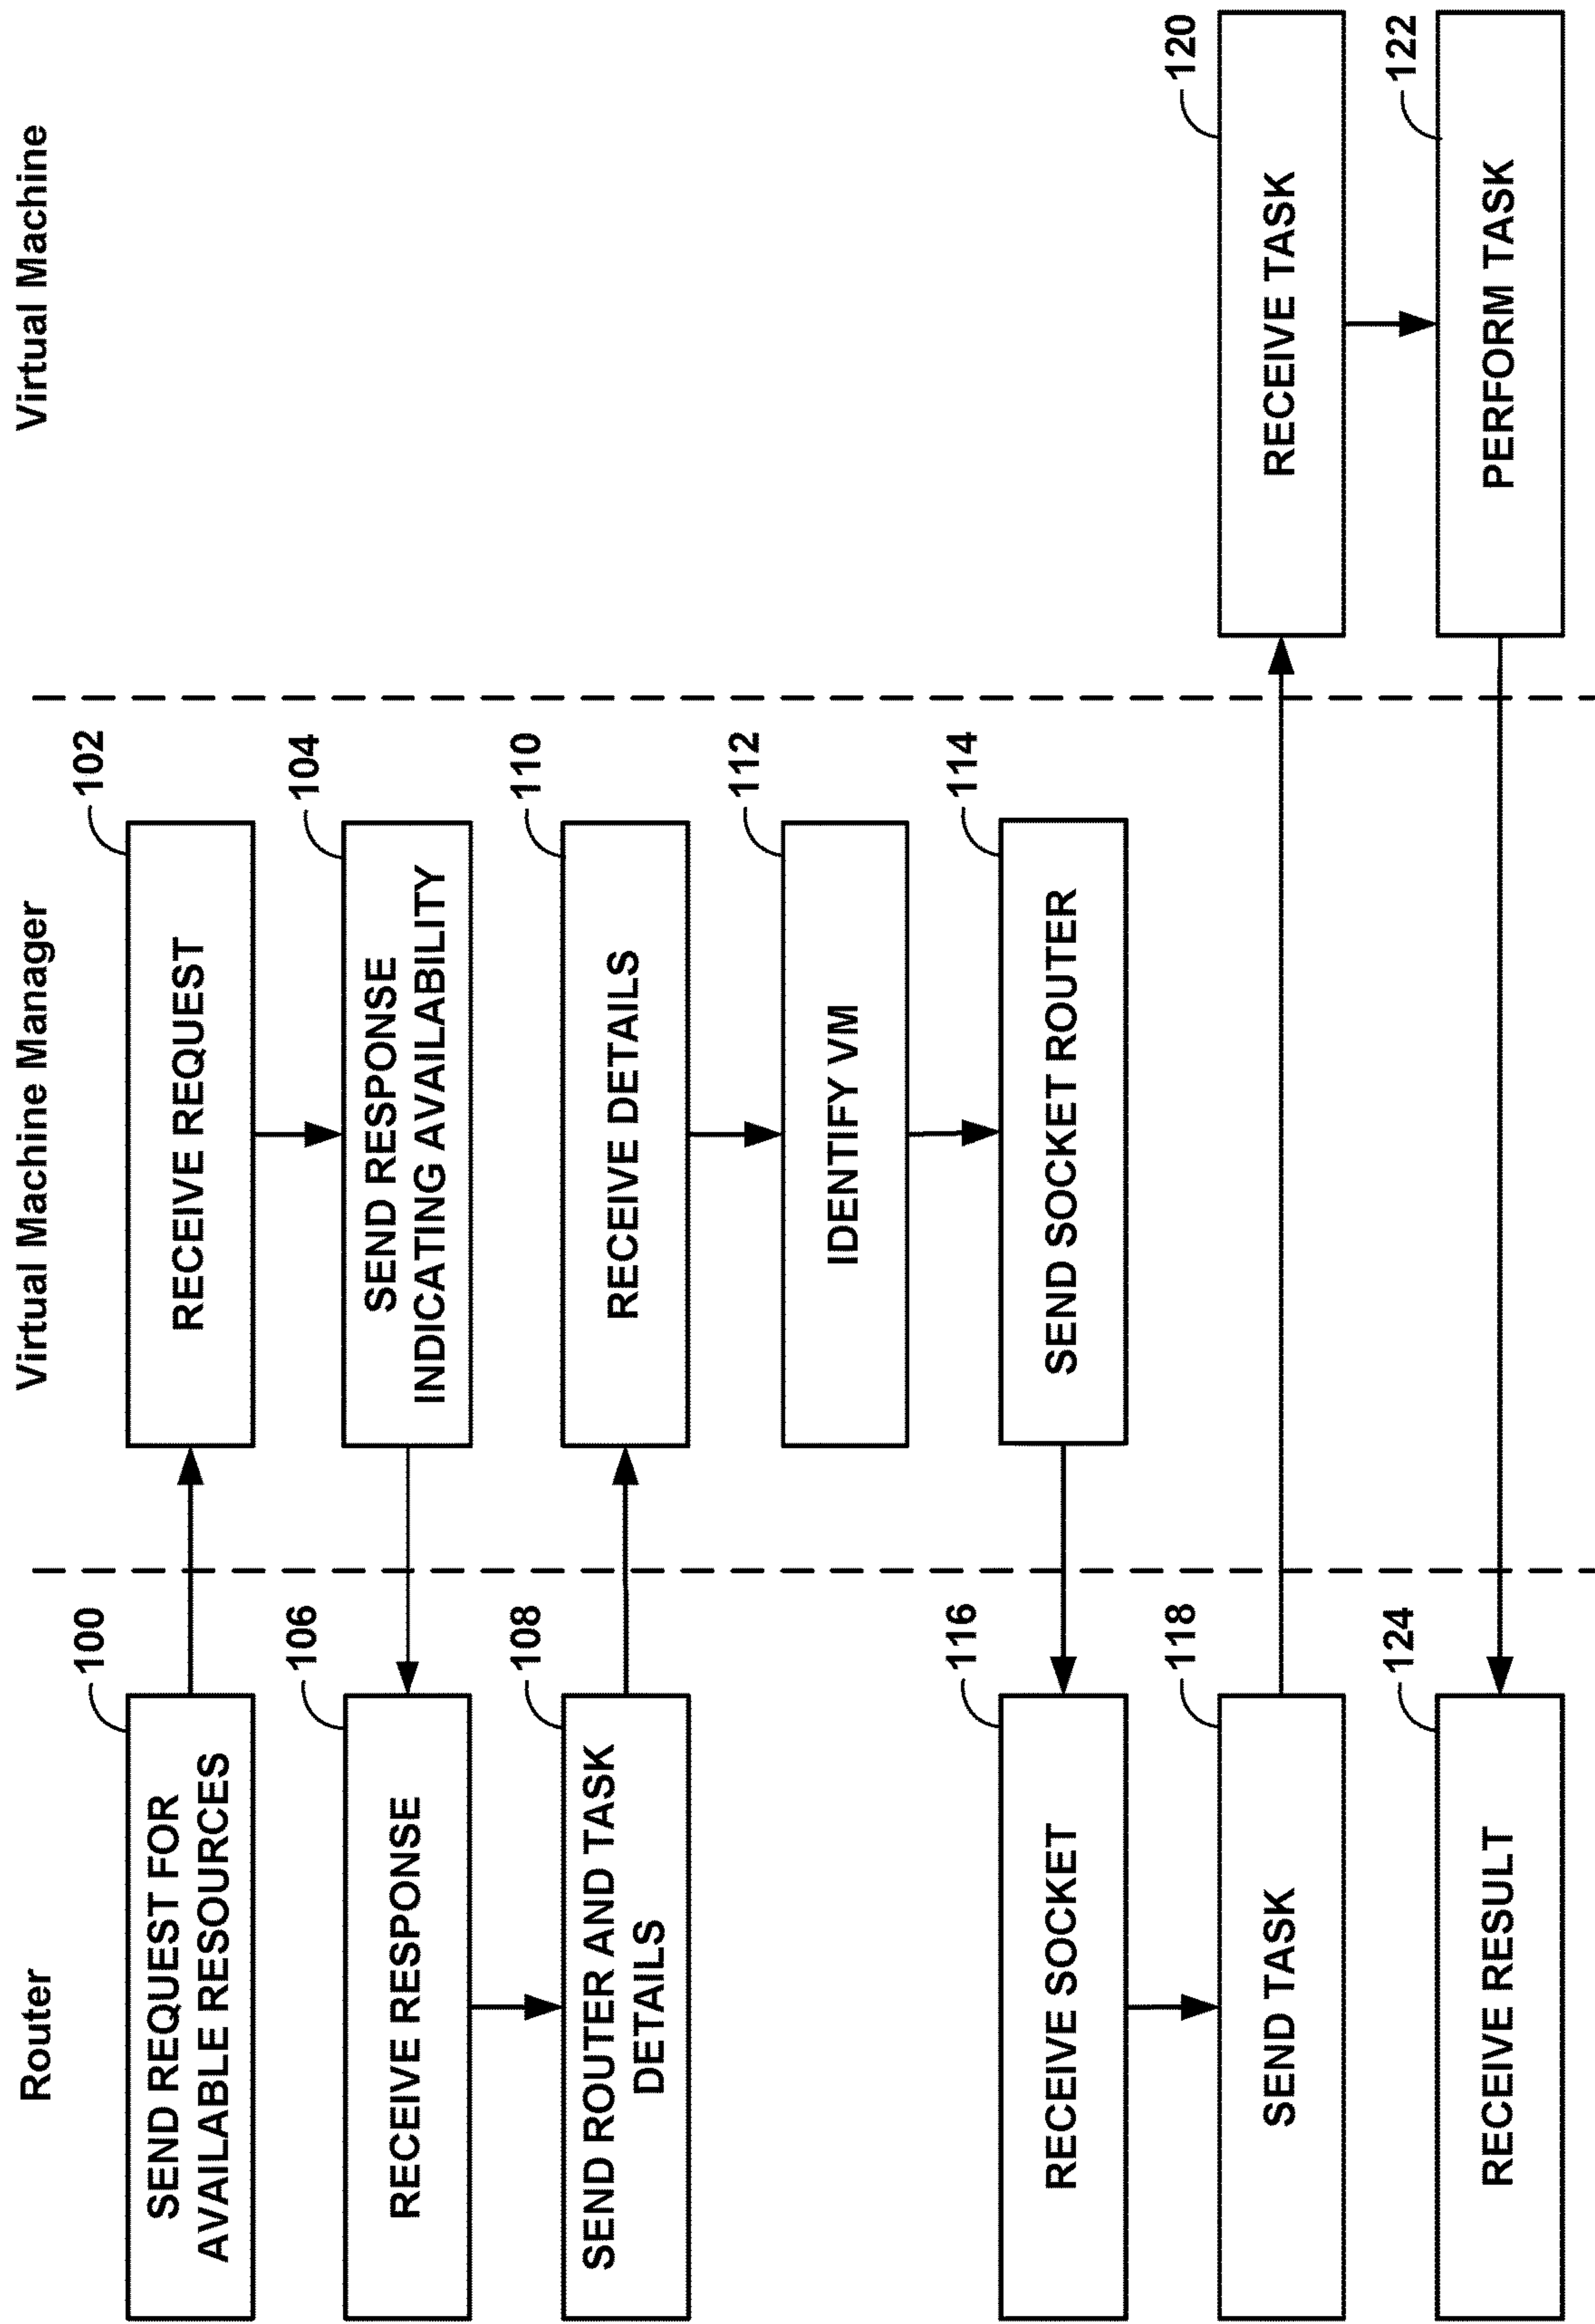 Router
Virtual Machine Manager
Virtual Machine
100
SEND REQUEST FOR
AVAILABLE RESOURCES
102
RECEIVE REQUEST
104
SEND RESPONSE
INDICATING AVAILABILITY
106
RECEIVE RESPONSE
108
SEND ROUTER AND TASK
DETAILS
110
RECEIVE DETAILS
112
IDENTIFY VM
114
SEND SOCKET ROUTER
116
RECEIVE SOCKET
118
SEND TASK
120
RECEIVE TASK
122
PERFORM TASK
124
RECEIVE RESULT